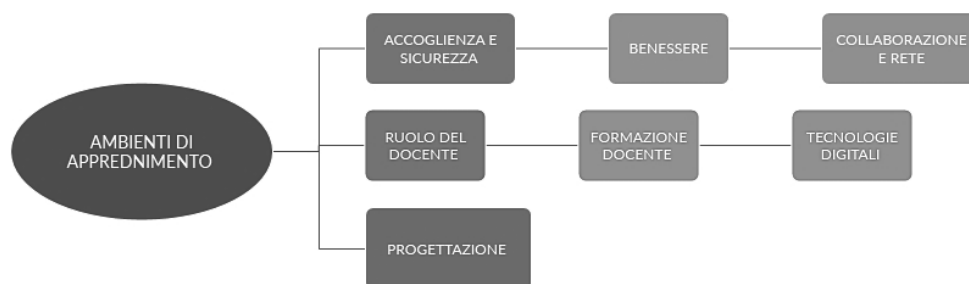 AMBIENTI DI
APPREDNIMENTO
ACCOGLIENZA E
SICUREZZA
BENESSERE
COLLABORAZIONE
E RETE
RUOLO DEL
DOCENTE
FORMAZIONE
DOCENTE
TECNOLOGIE
DIGITALI
PROGETTAZIONE